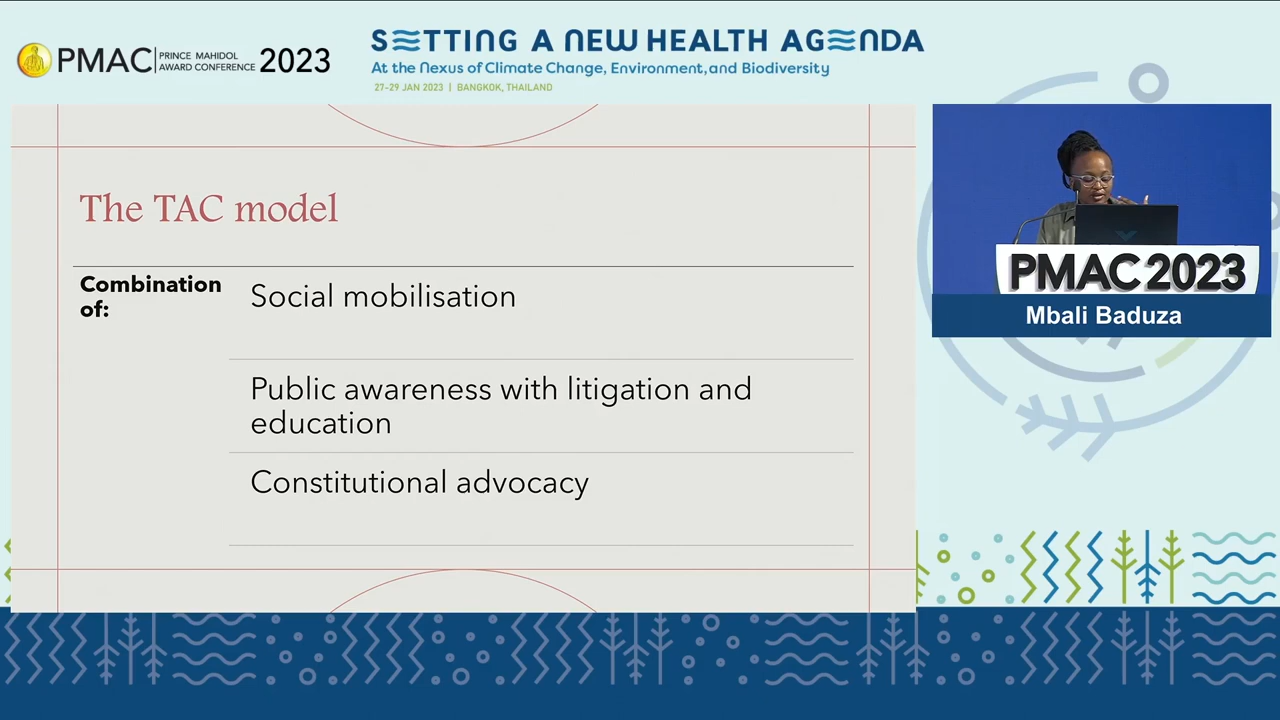 PMAC PRINCE MAHIDOL AWARD CONFERENCE 2023
SETTING A NEW HEALTH AGENDA
At the Nexus of Climate Change, Environment, and Biodiversity
27-29 JAN 2023 | BANGKOK, THAILAND
The TAC model
Combination of:
Social mobilisation
Public awareness with litigation and
education
Constitutional advocacy
PMAC 2023
Mbali Baduza